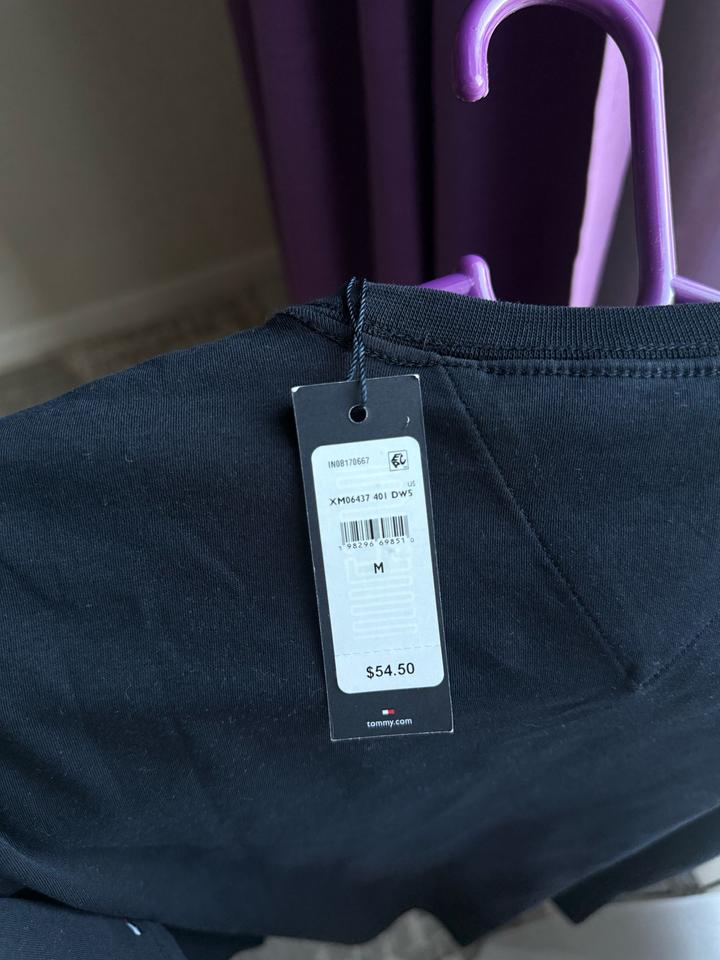 IN08170667
US
XM06437 401 DW5
1 98296 69851 0
M
$54.50
tommy.com